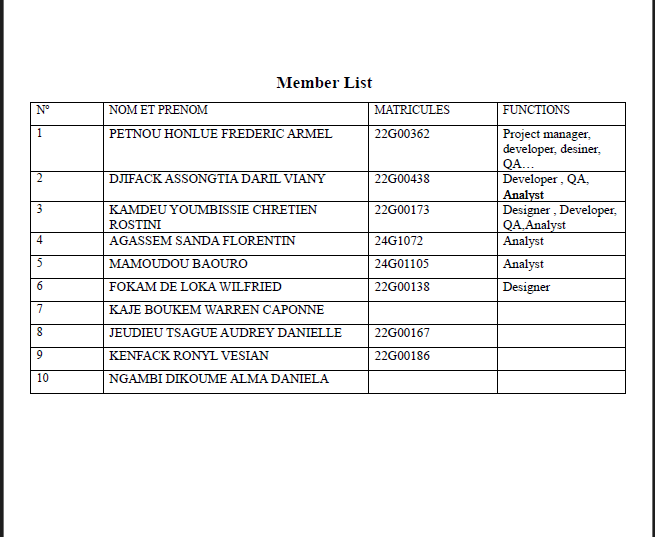 Member List
N° NOM ET PRENOM MATRICULES FUNCTIONS
1 PETNOU HONLUE FREDERIC ARMEL 22G00362 Project manager,
developer, desiner,
QA…
2 DJIFACK ASSONGTIA DARIL VIANY 22G00438 Developer , QA,
Analyst
3 KAMDEU YOUMBISSIE CHRETIEN 22G00173 Designer , Developer,
ROSTINI QA,Analyst
4 AGASSEM SANDA FLORENTIN 24G1072 Analyst
5 MAMOUDOU BAOURO 24G01105 Analyst
6 FOKAM DE LOKA WILFRIED 22G00138 Designer
7 KAJE BOUKEM WARREN CAPONNE
8 JEUDIEU TSAGUE AUDREY DANIELLE 22G00167
9 KENFACK RONYL VESIAN 22G00186
10 NGAMBI DIKOUME ALMA DANIELA